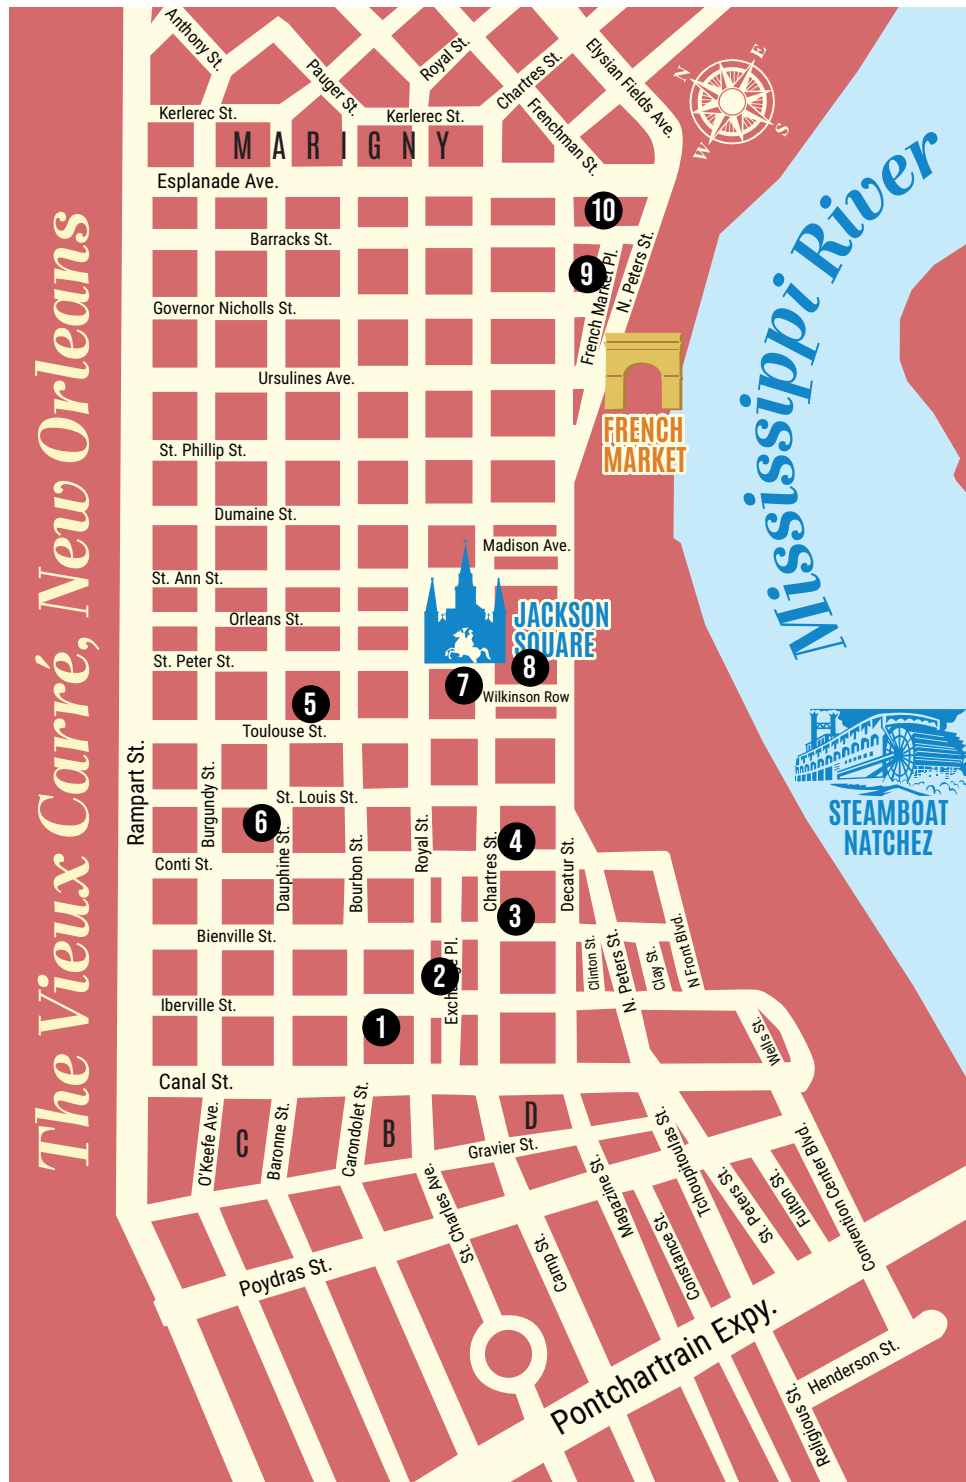 The Vieux Carré, New Orleans
Anthony St.
Pauger St.
Royal St.
Chartres St.
Elysian Fields Ave.
Frenchman St.
N
E
S
W
Kerlerec St.
Kerlerec St.
MARIGNY
Esplanade Ave.
10
Barracks St.
9
French Market Pl.
N. Peters St.
Governor Nicholls St.
Ursulines Ave.
FRENCH
MARKET
Mississippi River
St. Phillip St.
Dumaine St.
Madison Ave.
St. Ann St.
JACKSON
SQUARE
Orleans St.
St. Peter St.
8
7
Wilkinson Row
5
Toulouse St.
STEAMBOAT
NATCHEZ
Rampart St.
Burgundy St.
St. Louis St.
6
Dauphine St.
Bourbon St.
Royal St.
Chartres St.
4
Decatur St.
Conti St.
3
Bienville St.
Exchange Pl.
2
Clinton St.
N. Peters St.
Clay St.
N Front Blvd.
Iberville St.
1
Wells St.
Canal St.
O'Keefe Ave.
C
Baronne St.
Carondolet St.
B
D
Gravier St.
St. Charles Ave.
Camp St.
Magazine St.
Constance St.
Tchoupitoulas St.
St. Peters St.
Fulton St.
Convention Center Blvd.
Poydras St.
Pontchartrain Expy.
Henderson St.
Religious St.